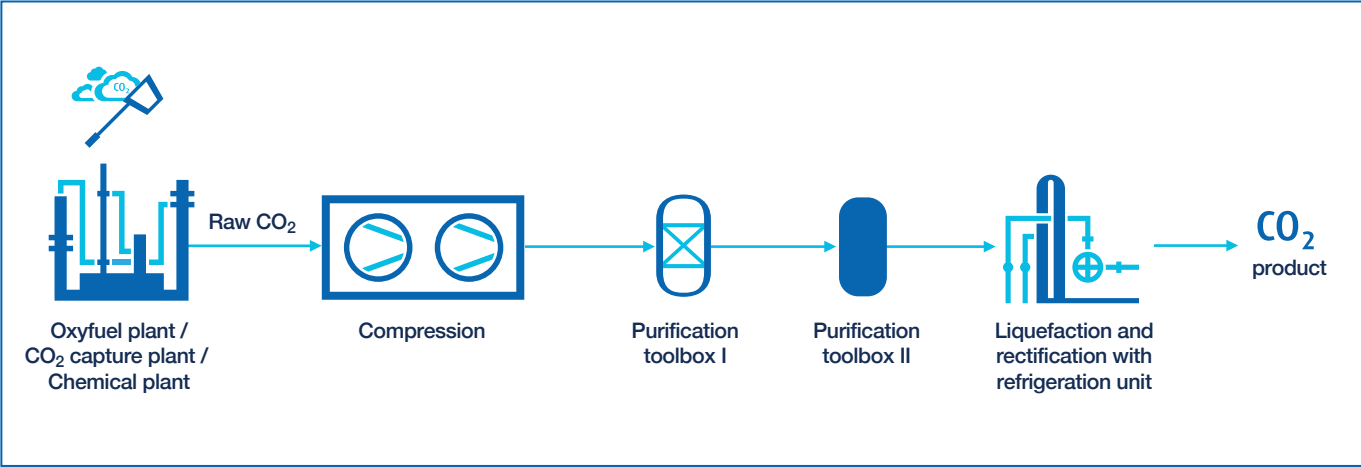 CO₂
Raw CO₂
Oxyfuel plant /
CO₂ capture plant /
Chemical plant
Compression
Purification
toolbox I
Purification
toolbox II
Liquefaction and
rectification with
refrigeration unit
CO₂
product